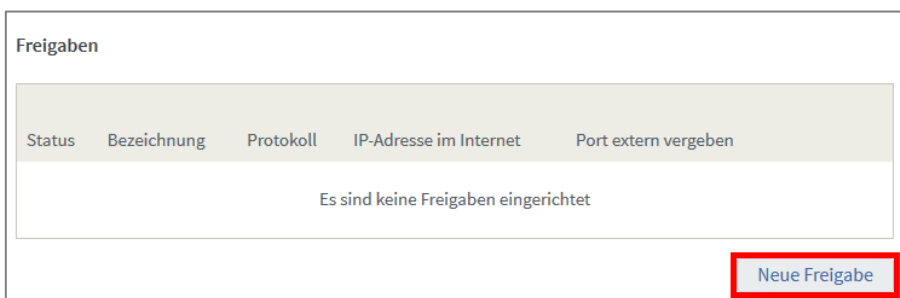 Freigaben
Status Bezeichnung Protokoll IP-Adresse im Internet Port extern vergeben
Es sind keine Freigaben eingerichtet
Neue Freigabe